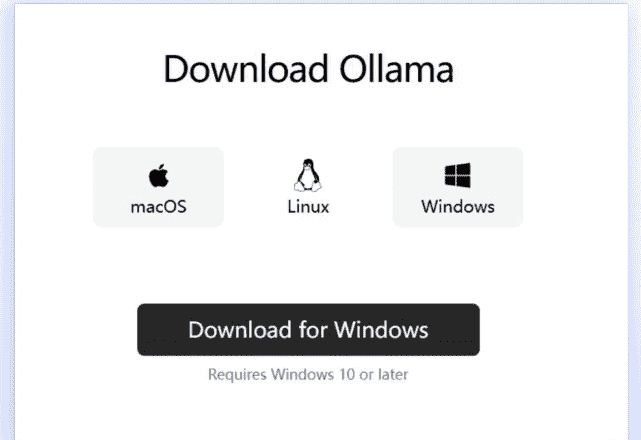 Download Ollama
macOS
Linux
Windows
Download for Windows
Requires Windows 10 or later